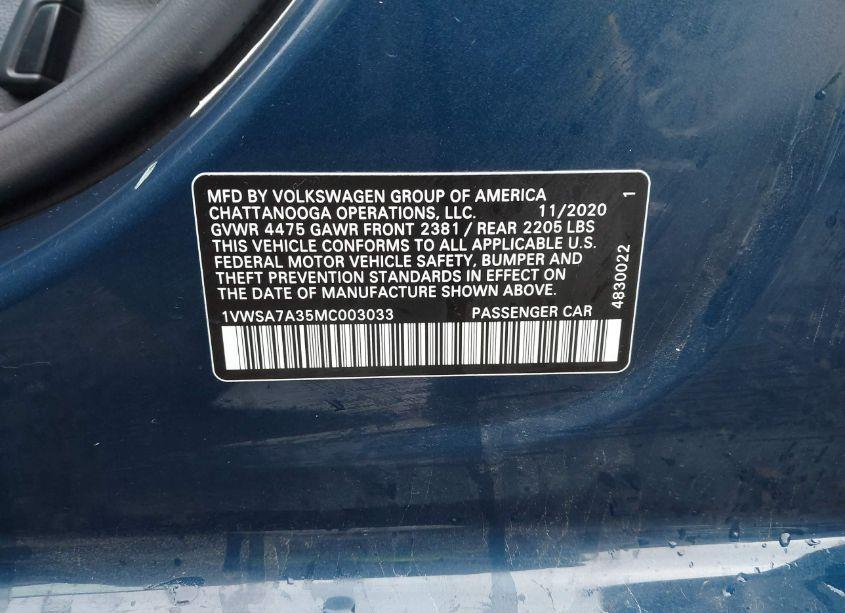 MFD BY VOLKSWAGEN GROUP OF AMERICA
CHATTANOOGA OPERATIONS, LLC. 11/2020
GVWR 4475 GAWR FRONT 2381 / REAR 2205 LBS
THIS VEHICLE CONFORMS TO ALL APPLICABLE U.S.
FEDERAL MOTOR VEHICLE SAFETY, BUMPER AND
THEFT PREVENTION STANDARDS IN EFFECT ON
THE DATE OF MANUFACTURE SHOWN ABOVE.
1VWSA7A35MC003033 PASSENGER CAR
4830022 1